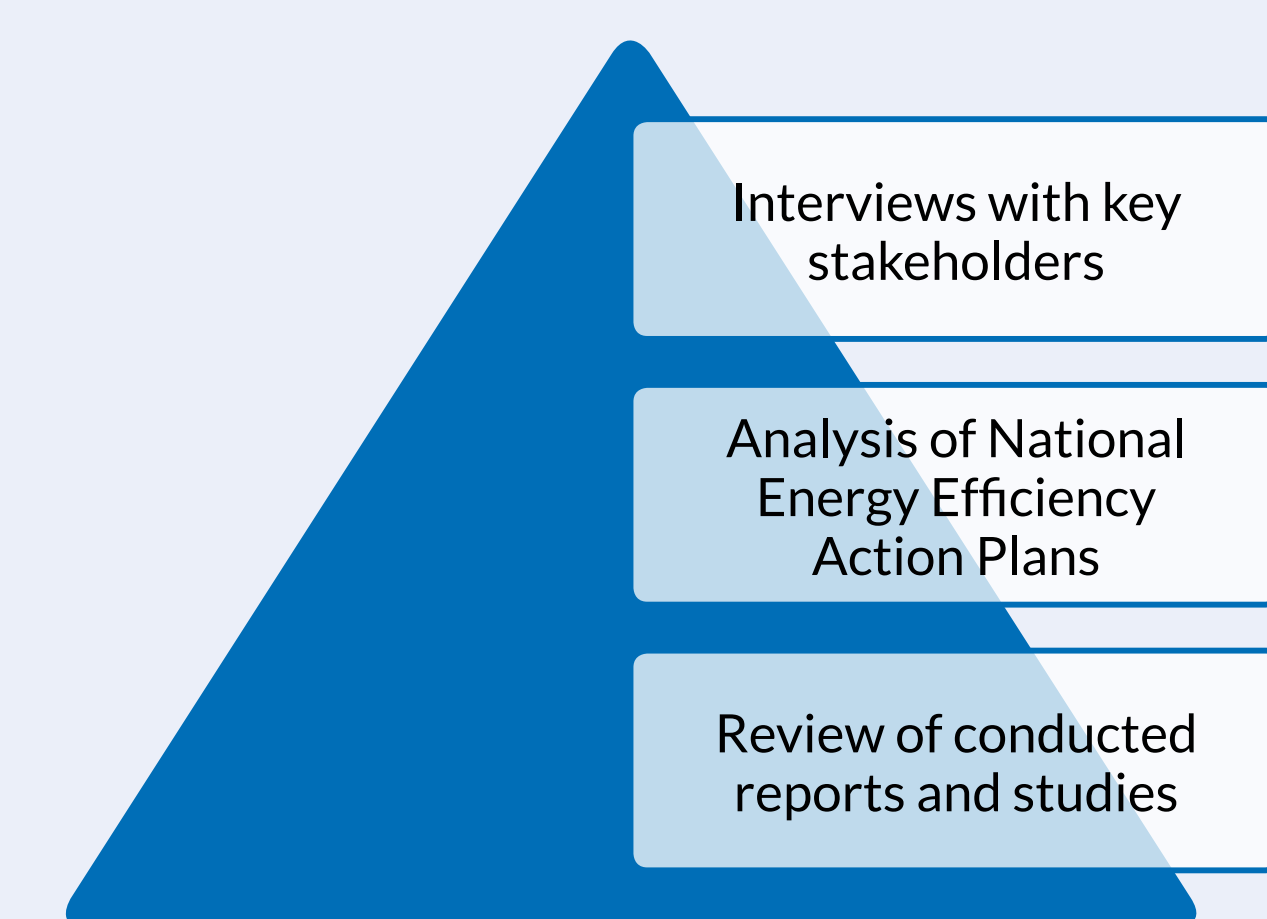 Interviews with key
stakeholders
Analysis of National
Energy Efficiency
Action Plans
Review of conducted
reports and studies